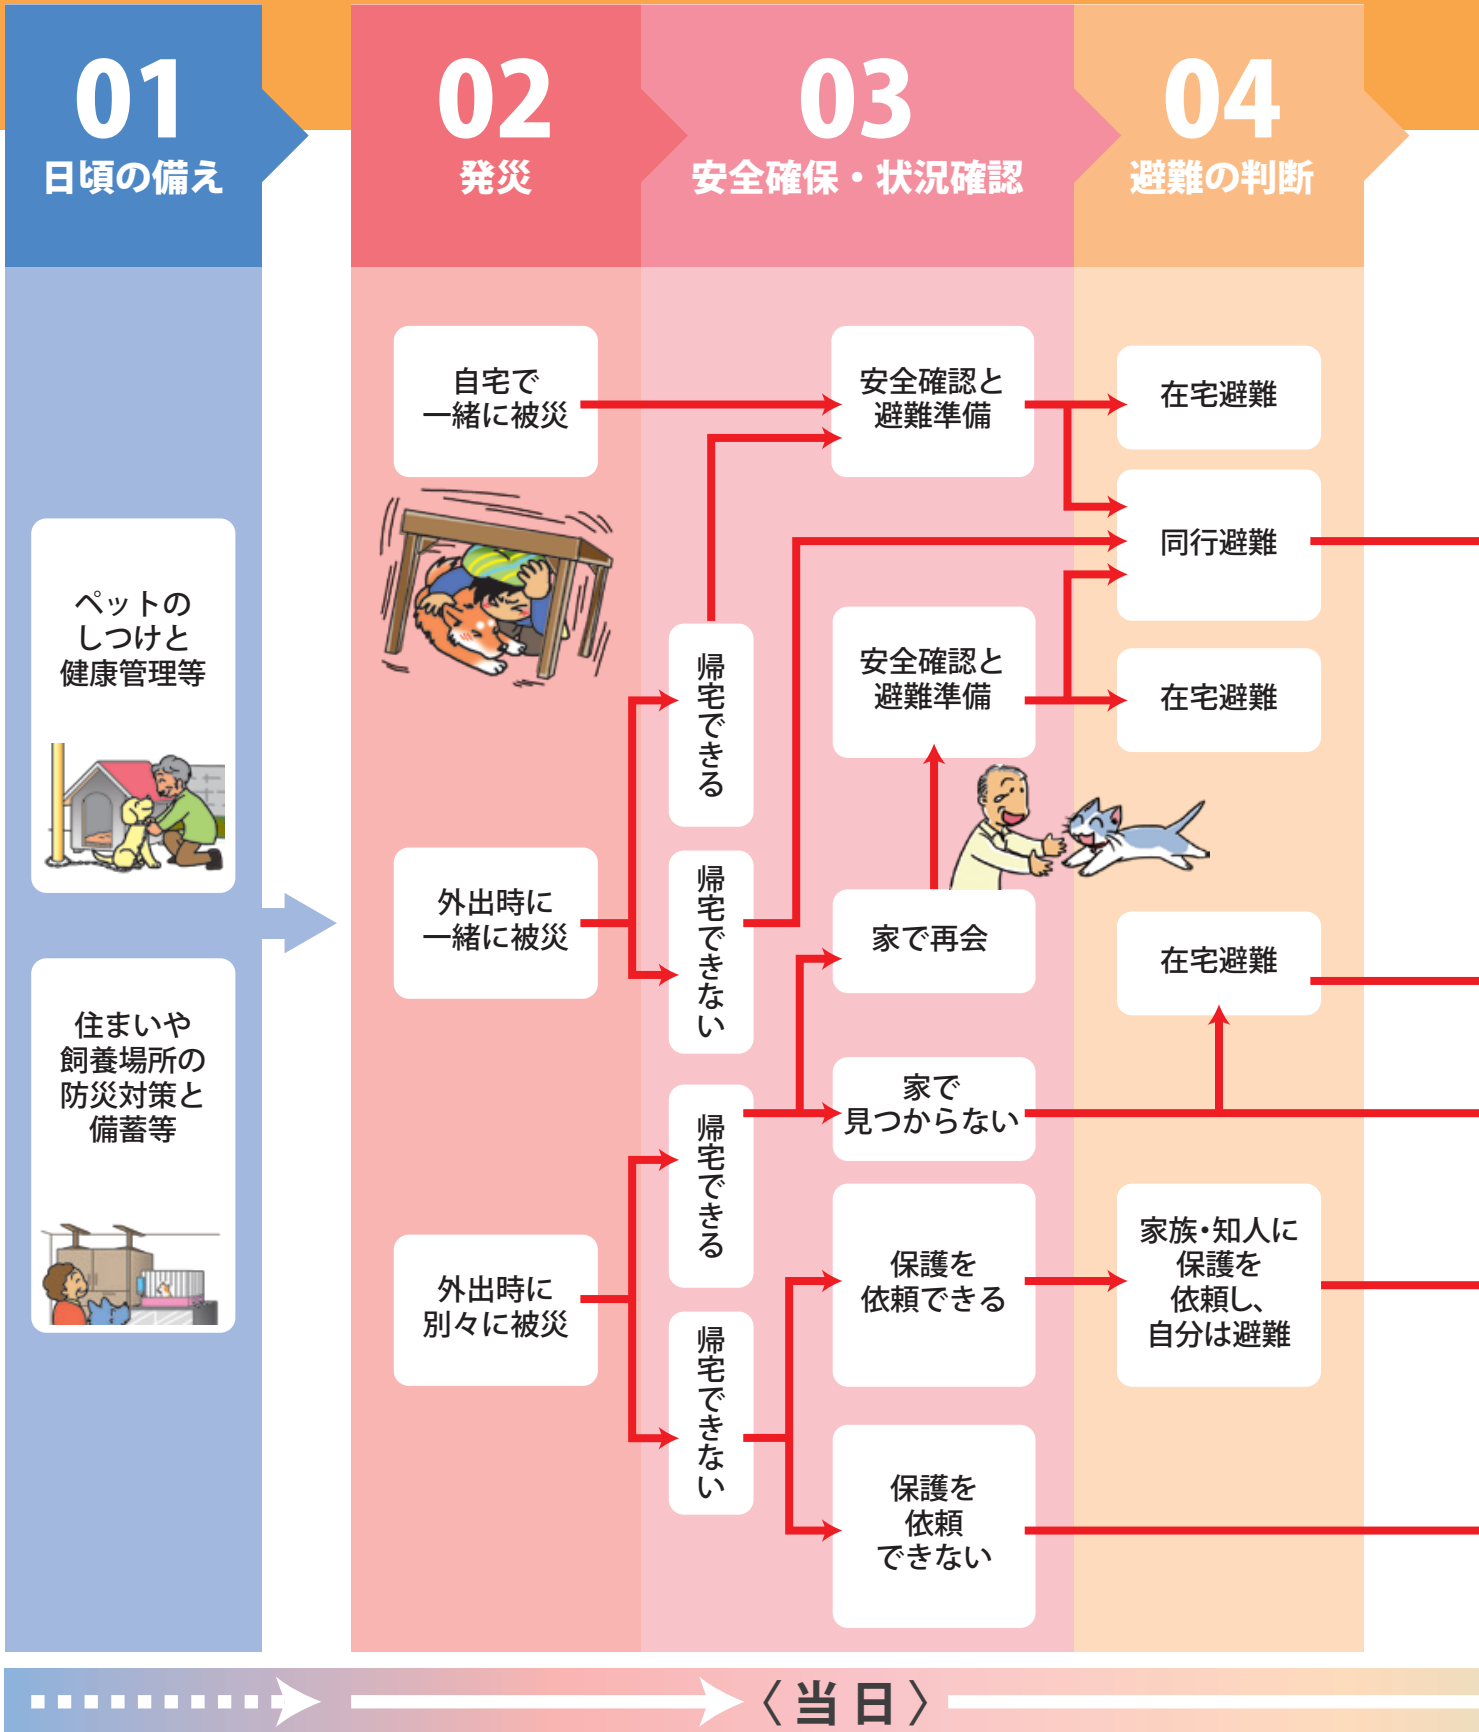 01
日頃の備え
02
発災
03
安全確保・状況確認
04
避難の判断
ペットの
しつけと
健康管理等
住まいや
飼養場所の
防災対策と
備蓄等
自宅で
一緒に被災
外出時に
一緒に被災
外出時に
別々に被災
帰宅できる
帰宅できない
帰宅できる
帰宅できない
安全確認と
避難準備
安全確認と
避難準備
家で再会
家で
見つからない
保護を
依頼できる
保護を
依頼
できない
在宅避難
同行避難
在宅避難
在宅避難
家族・知人に
保護を
依頼し、
自分は避難
〈当日〉